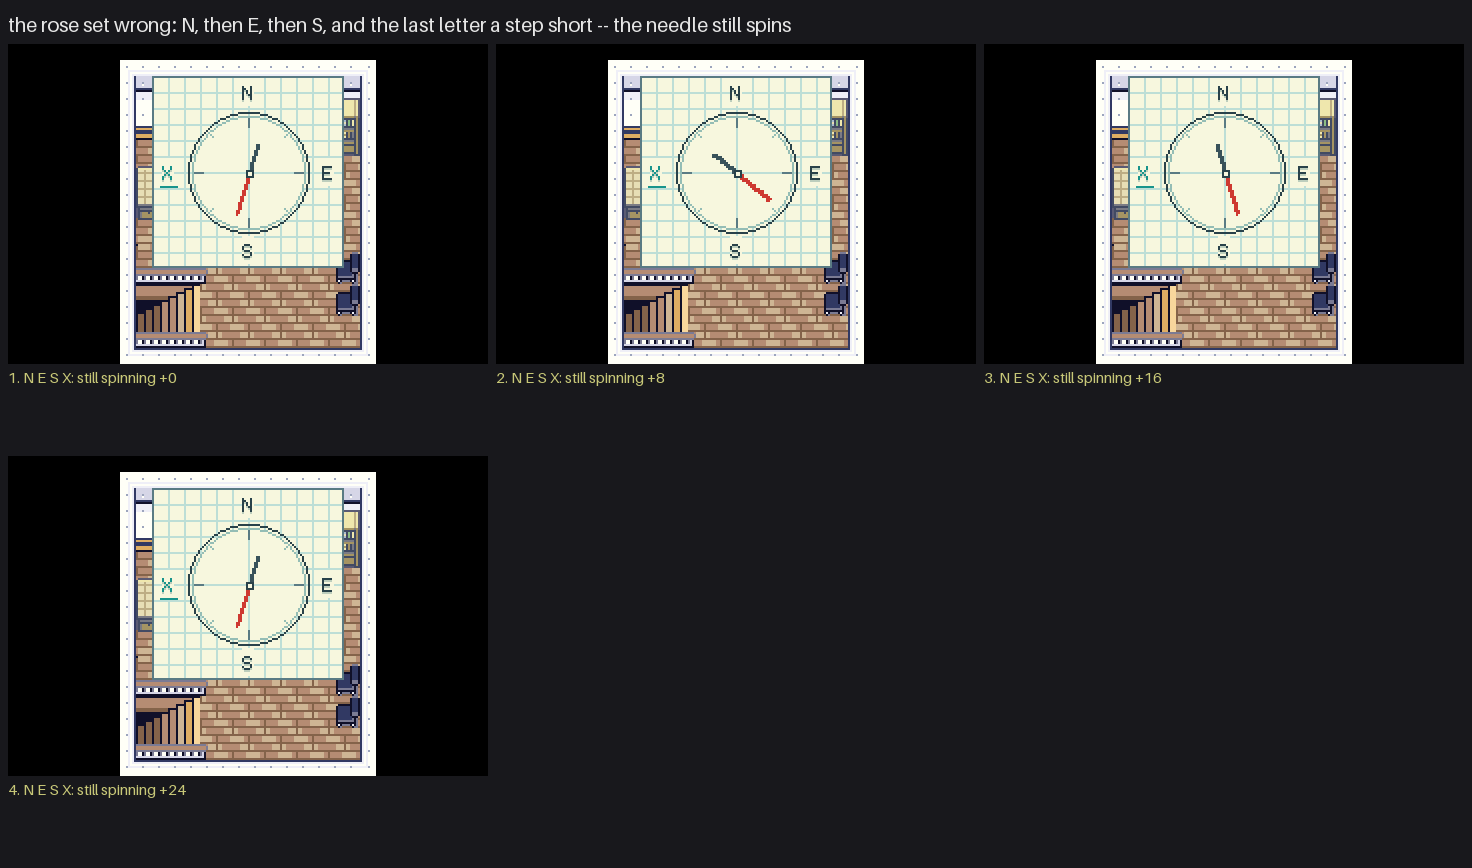 the rose set wrong: N, then E, then S, and the last letter a step short -- the needle still spins
N
X E
S
1. N E S X: still spinning +0
N
X E
S
2. N E S X: still spinning +8
N
X E
S
3. N E S X: still spinning +16
N
X E
S
4. N E S X: still spinning +24